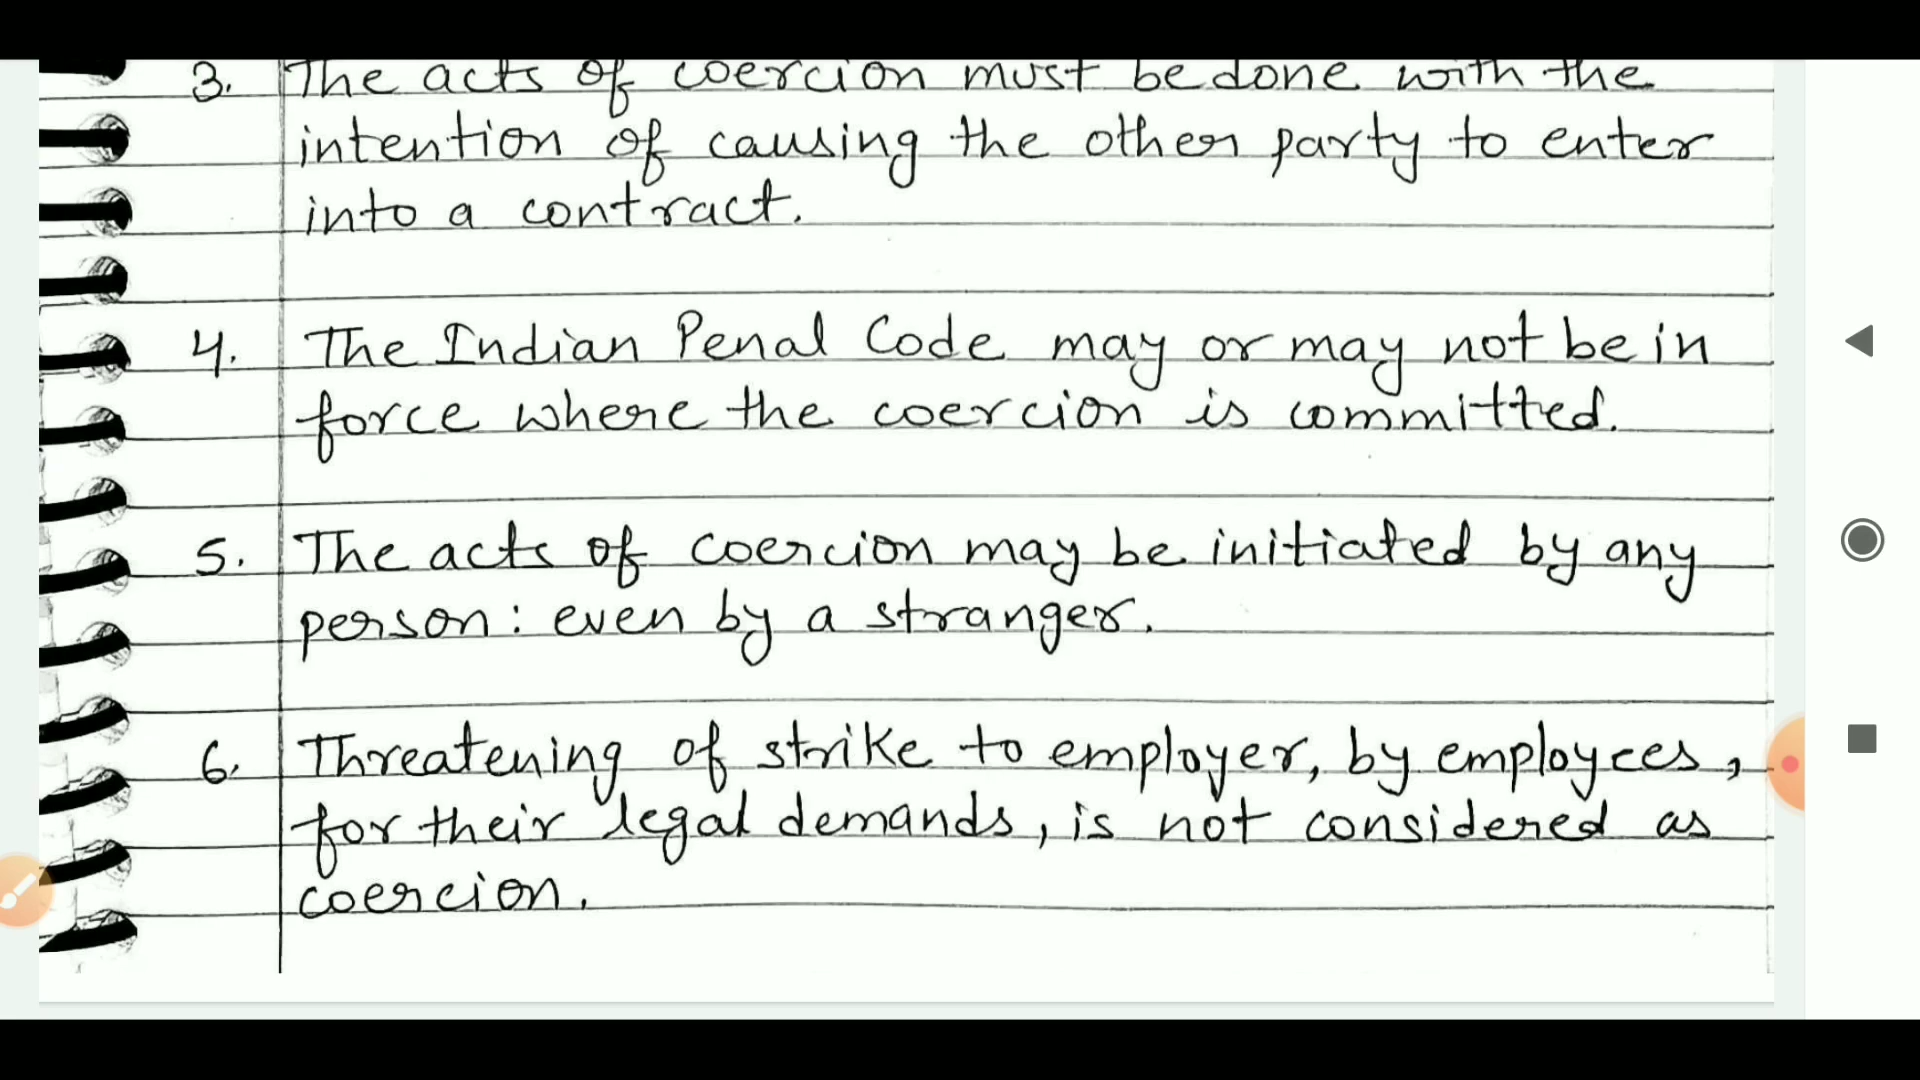 3. The acts of coercion must be done with the
intention of causing the other party to enter
into a contract.
4. The Indian Penal Code may or may not be in
force where the coercion is committed.
5. The acts of coercion may be initiated by any
person: even by a stranger.
6. Threatening of strike to employer, by employees,
for their legal demands, is not considered as
coercion.